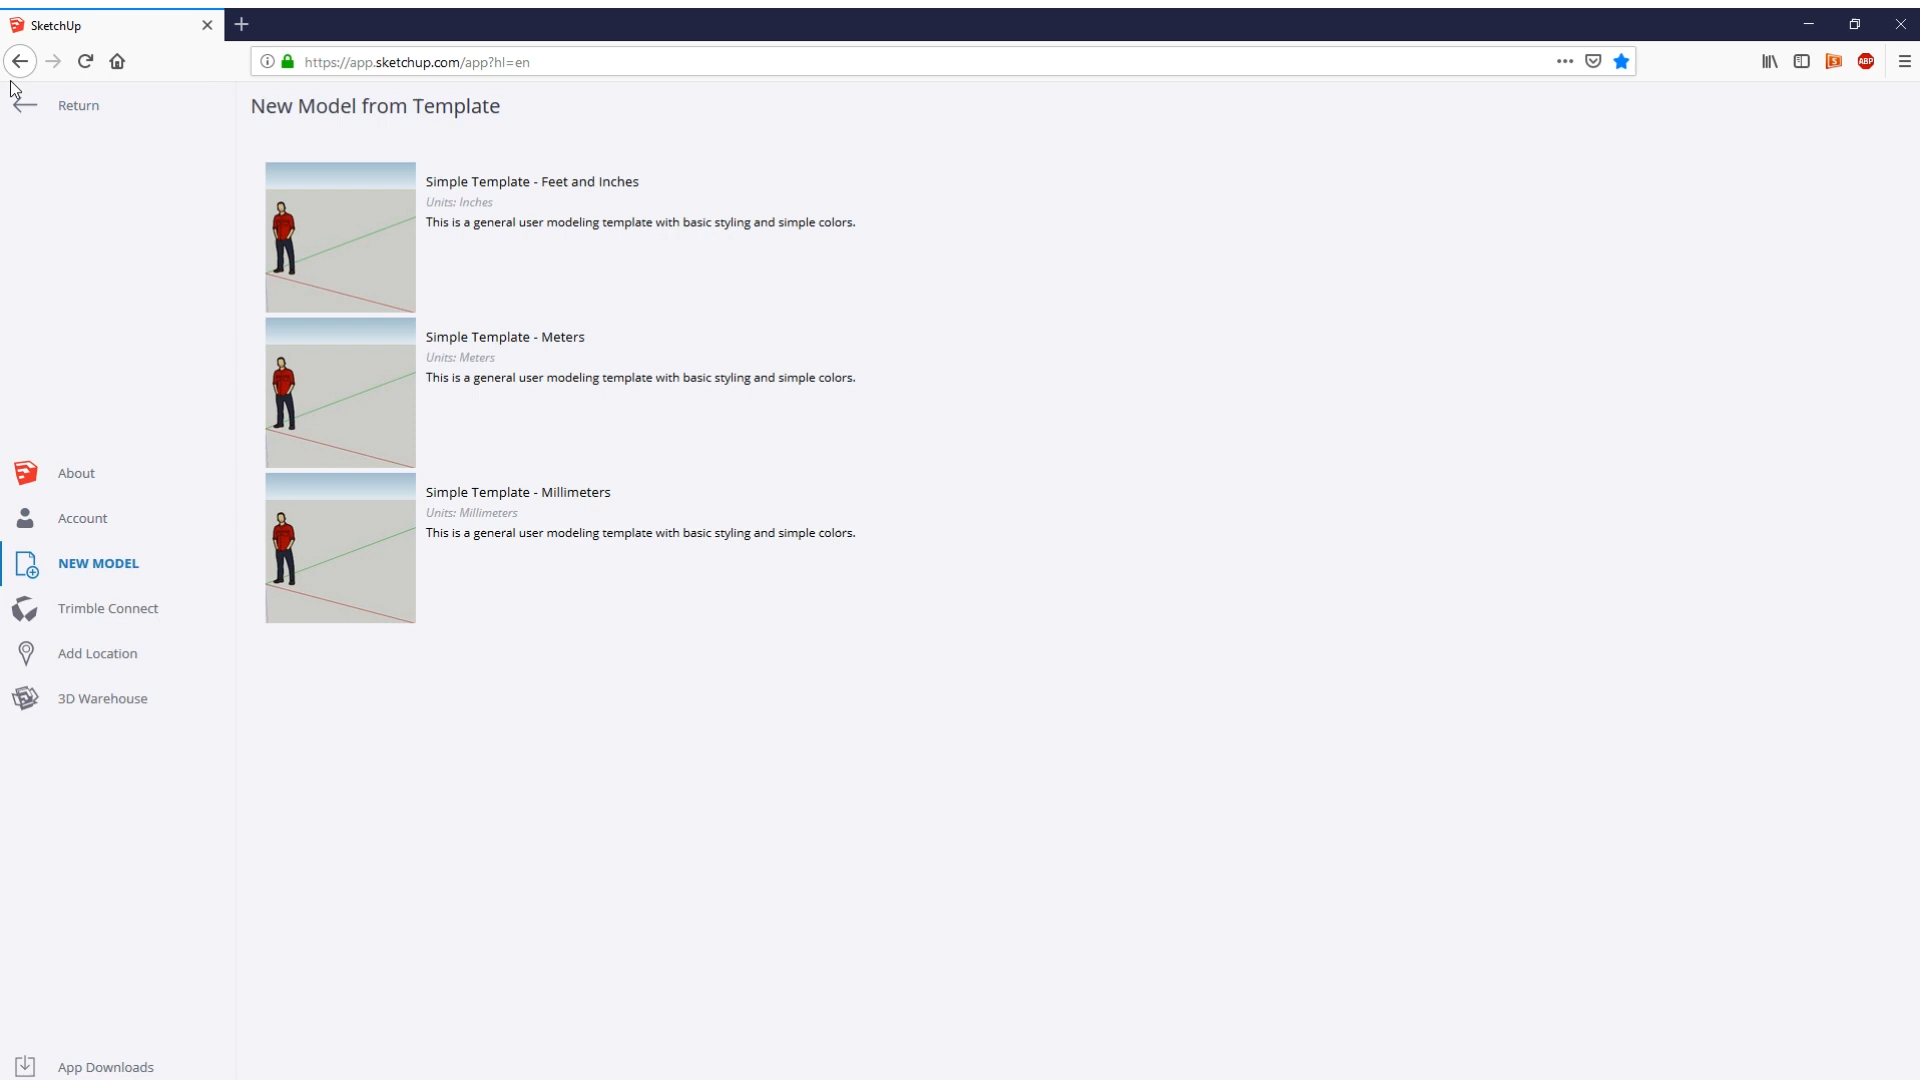 SketchUp
https://app.sketchup.com/app?hl=en
ABP
Return
New Model from Template
Simple Template - Feet and Inches
Units: Inches
This is a general user modeling template with basic styling and simple colors.
Simple Template - Meters
Units: Meters
This is a general user modeling template with basic styling and simple colors.
Simple Template - Millimeters
Units: Millimeters
This is a general user modeling template with basic styling and simple colors.
About
Account
NEW MODEL
Trimble Connect
Add Location
3D Warehouse
App Downloads